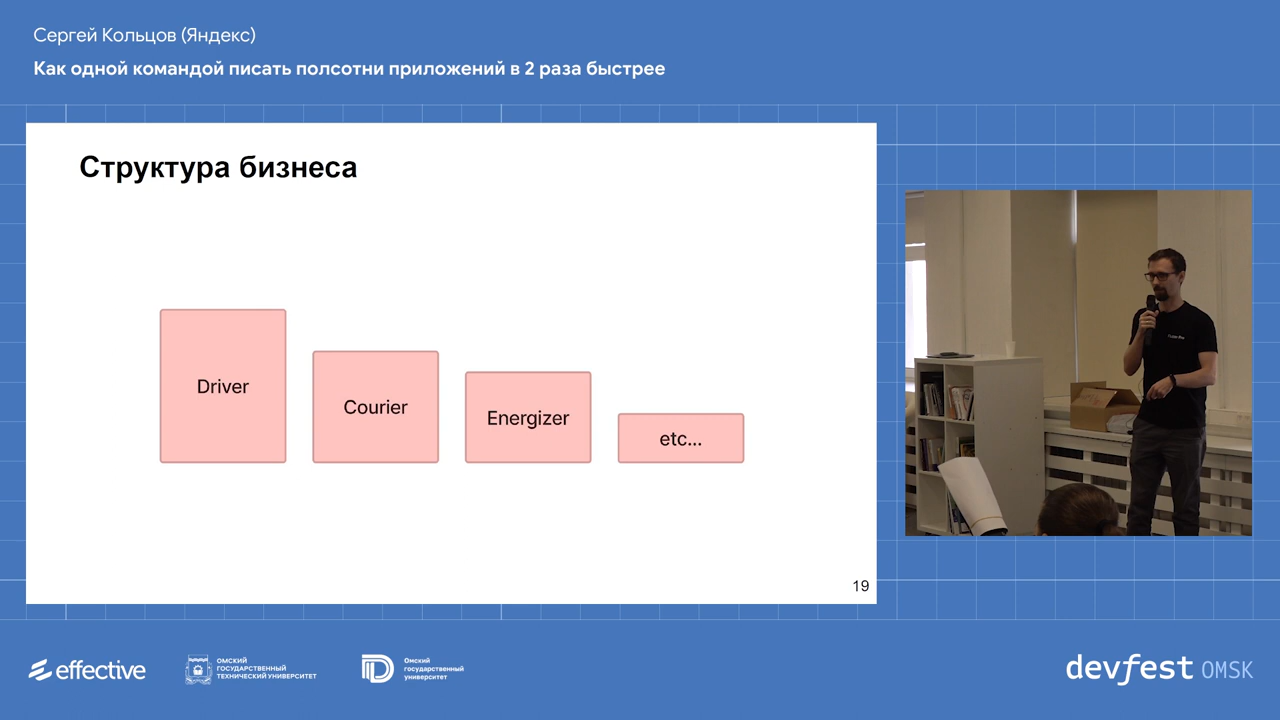 Сергей Кольцов (Яндекс)
Как одной командой писать полсотни приложений в 2 раза быстрее
Структура бизнеса
Driver
Courier
Energizer
etc...
19
effective
ОМСКИЙ
ГОСУДАРСТВЕННЫЙ
ТЕХНИЧЕСКИЙ УНИВЕРСИТЕТ
Омский
государственный
университет
devfest OMSK